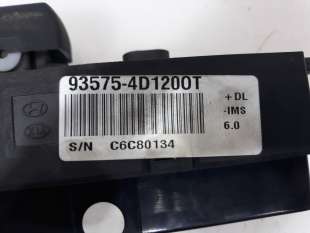 93575-4D1200T
+ DL
-IMS
6.0
S/N C6C80134